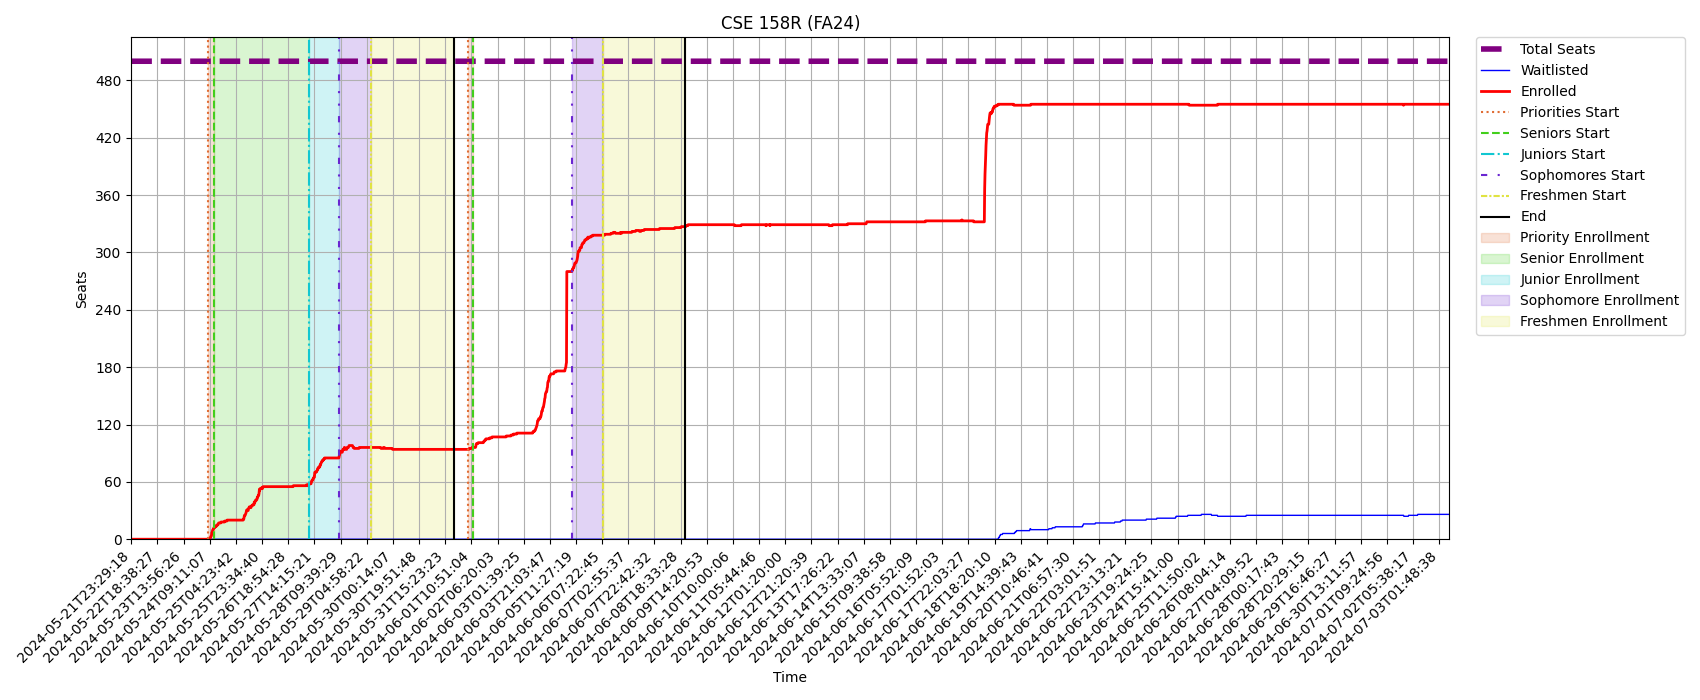 CSE 158R (FA24)
Total Seats
Waitlisted
Enrolled
Priorities Start
Seniors Start
Juniors Start
Sophomores Start
Freshmen Start
End
Priority Enrollment
Senior Enrollment
Junior Enrollment
Sophomore Enrollment
Freshmen Enrollment
Seats
480
420
360
300
240
180
120
60
0
2024-05-21T23:29:18
2024-05-22T18:38:27
2024-05-23T13:56:26
2024-05-24T09:11:07
2024-05-25T04:23:42
2024-05-25T23:34:40
2024-05-26T18:54:28
2024-05-27T14:15:21
2024-05-28T09:39:29
2024-05-29T04:58:22
2024-05-30T00:14:07
2024-05-30T19:51:48
2024-05-31T15:23:23
2024-06-01T10:51:04
2024-06-02T06:20:03
2024-06-03T01:39:25
2024-06-03T21:03:47
2024-06-05T11:27:19
2024-06-06T07:22:45
2024-06-07T02:55:37
2024-06-07T22:42:32
2024-06-08T18:33:28
2024-06-09T14:20:53
2024-06-10T10:00:06
2024-06-11T05:44:46
2024-06-12T01:20:00
2024-06-12T21:20:39
2024-06-13T17:26:22
2024-06-14T13:33:07
2024-06-15T09:38:58
2024-06-16T05:52:09
2024-06-17T01:52:03
2024-06-17T22:03:27
2024-06-18T18:20:10
2024-06-19T14:39:43
2024-06-20T10:46:41
2024-06-21T06:57:30
2024-06-22T03:01:51
2024-06-22T23:13:21
2024-06-23T19:24:25
2024-06-24T15:41:00
2024-06-25T11:50:02
2024-06-26T08:04:14
2024-06-27T04:09:52
2024-06-28T00:17:43
2024-06-28T20:29:15
2024-06-29T16:46:27
2024-06-30T13:11:57
2024-07-01T09:24:56
2024-07-02T05:38:17
2024-07-03T01:48:38
Time